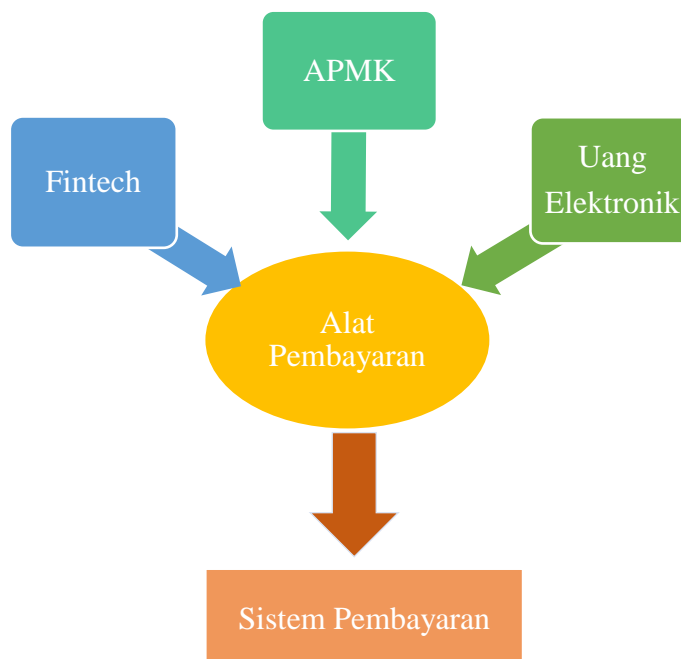 APMK
Fintech
Uang
Elektronik
Alat
Pembayaran
Sistem Pembayaran